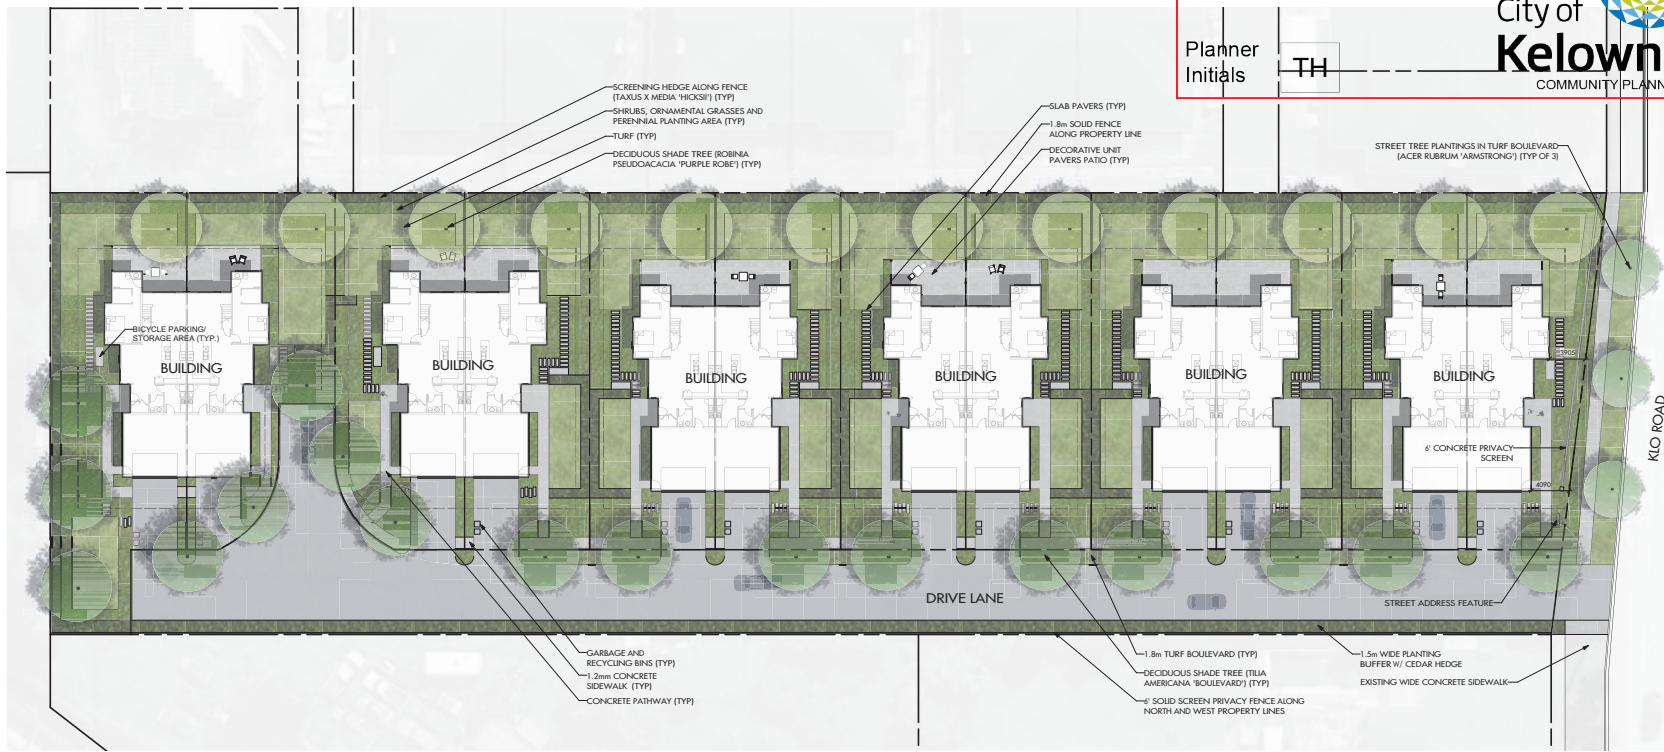 City of
Kelown
COMMUNITY PLANN
Planner
Initials
TH
SCREENING HEDGE ALONG FENCE
(TAXUS X MEDIA 'HICKSII') (TYP)
SHRUBS, ORNAMENTAL GRASSES AND
PERENNIAL PLANTING AREA (TYP)
TURF (TYP)
DECIDUOUS SHADE TREE (ROBINIA
PSEUDOACACIA 'PURPLE ROBE') (TYP)
SLAB PAVERS (TYP)
1.8m SOLID FENCE
ALONG PROPERTY LINE
DECORATIVE UNIT
PAVERS PATIO (TYP)
STREET TREE PLANTINGS IN TURF BOULEVARD
(ACER RUBRUM 'ARMSTRONG') (TYP OF 3)
BICYCLE PARKING/
STORAGE AREA (TYP.)
BUILDING
BUILDING
BUILDING
BUILDING
BUILDING
BUILDING
3905
KLO ROAD
6' CONCRETE PRIVACY
SCREEN
4090
DRIVE LANE
STREET ADDRESS FEATURE
GARBAGE AND
RECYCLING BINS (TYP)
1.2mm CONCRETE
SIDEWALK (TYP)
CONCRETE PATHWAY (TYP)
1.8m TURF BOULEVARD (TYP)
DECIDUOUS SHADE TREE (TILIA
AMERICANA 'BOULEVARD') (TYP)
6' SOLID SCREEN PRIVACY FENCE ALONG
NORTH AND WEST PROPERTY LINES
1.5m WIDE PLANTING
BUFFER W/ CEDAR HEDGE
EXISTING WIDE CONCRETE SIDEWALK